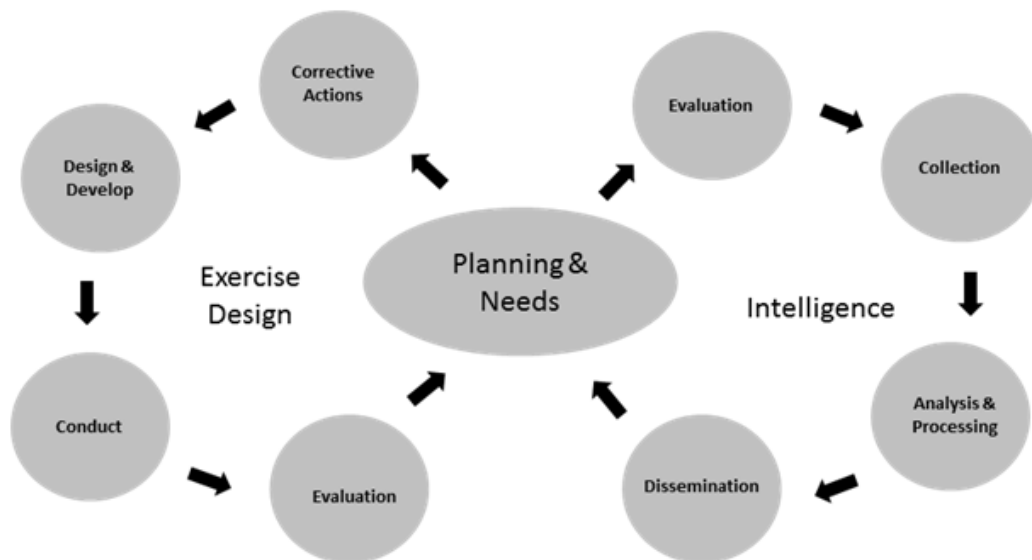 Corrective
Actions
Evaluation
Design &
Develop
Collection
Exercise
Design
Planning &
Needs
Intelligence
Conduct
Evaluation
Dissemination
Analysis &
Processing